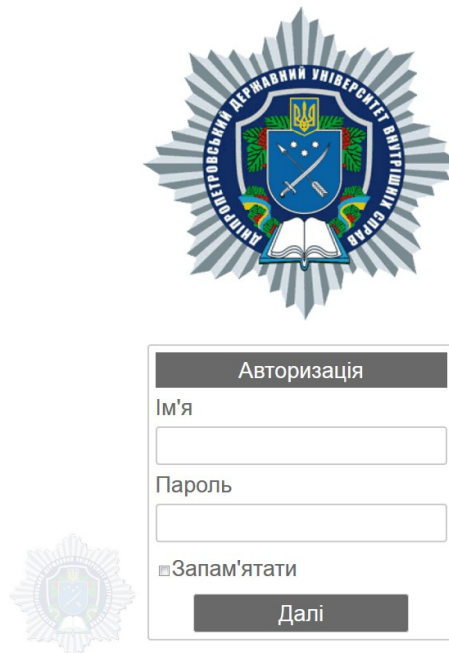 ДНІПРОПЕТРОВСЬКИЙ ДЕРЖАВНИЙ УНІВЕРСИТЕТ ВНУТРІШНІХ СПРАВ
Авторизація
Ім'я
Пароль
Запам'ятати
Далі